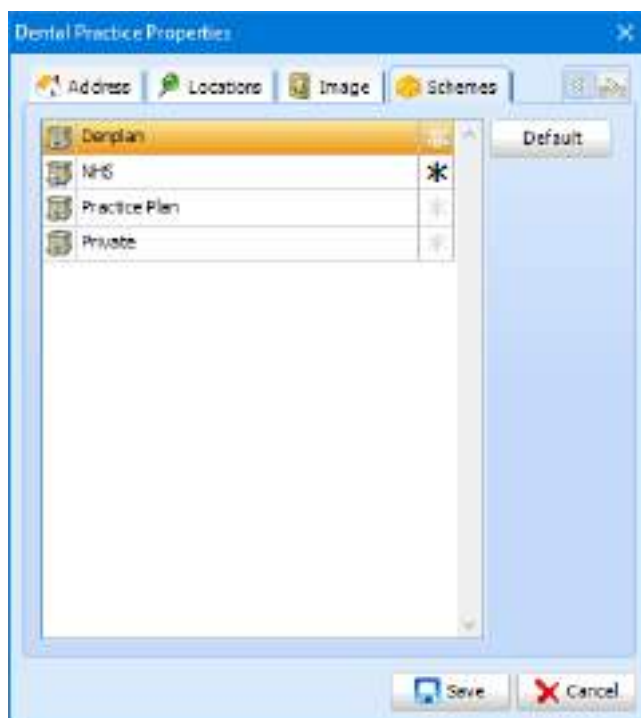 Dental Practice Properties
Address Locations Image Schemes
Denplan Default
NHS
Practice Plan
Private
Save Cancel